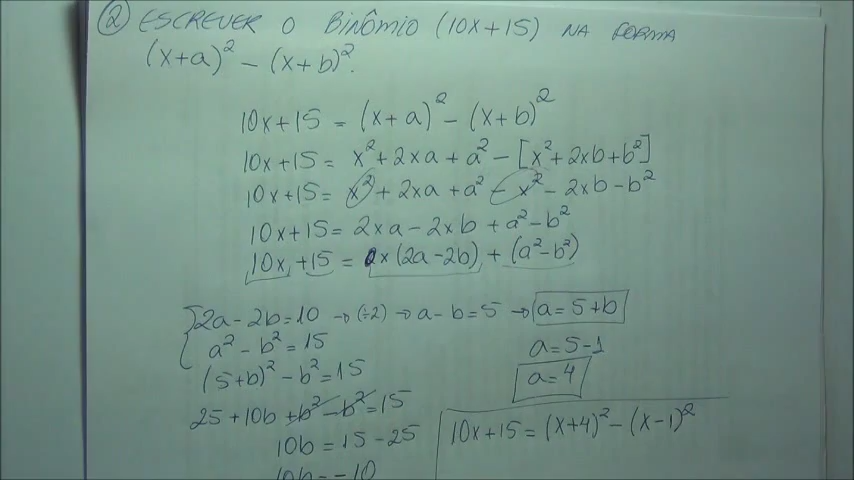 ② ESCREVER O BINÔMIO (10x+15) NA FORMA
(x+a)² - (x+b)².
10x+15 = (x+a)² - (x+b)²
10x+15 = x² + 2xa + a² - [x² + 2xb + b²]
10x+15 = x² + 2xa + a² - x² - 2xb - b²
10x+15 = 2xa - 2xb + a² - b²
10x + 15 = x (2a - 2b) + (a² - b²)
{2a - 2b = 10 → (÷2) → a - b = 5 → a = 5+b
a² - b² = 15
a = 5-1
(5+b)² - b² = 15
a = 4
25 + 10b + b² - b² = 15
10x+15 = (x+4)² - (x-1)²
10b = 15 - 25
10b = -10